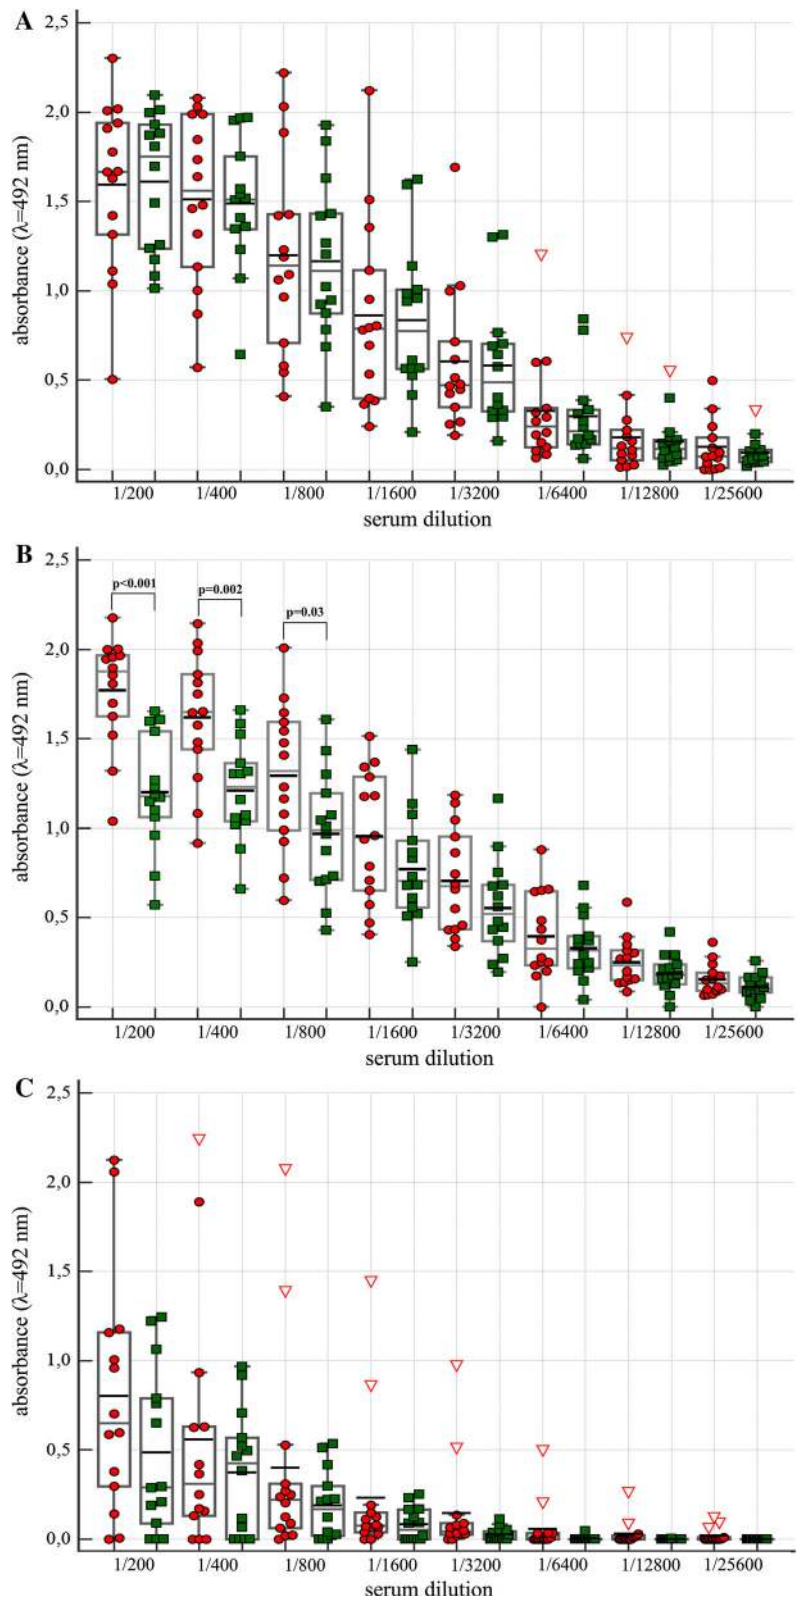 A
2,5
2,0
1,5
1,0
0,5
0,0
absorbance (λ=492 nm)
1/200 1/400 1/800 1/1600 1/3200 1/6400 1/12800 1/25600
serum dilution
B
2,5
2,0
1,5
1,0
0,5
0,0
absorbance (λ=492 nm)
p<0.001
p=0.002
p=0.03
1/200 1/400 1/800 1/1600 1/3200 1/6400 1/12800 1/25600
serum dilution
C
2,5
2,0
1,5
1,0
0,5
0,0
absorbance (λ=492 nm)
1/200 1/400 1/800 1/1600 1/3200 1/6400 1/12800 1/25600
serum dilution